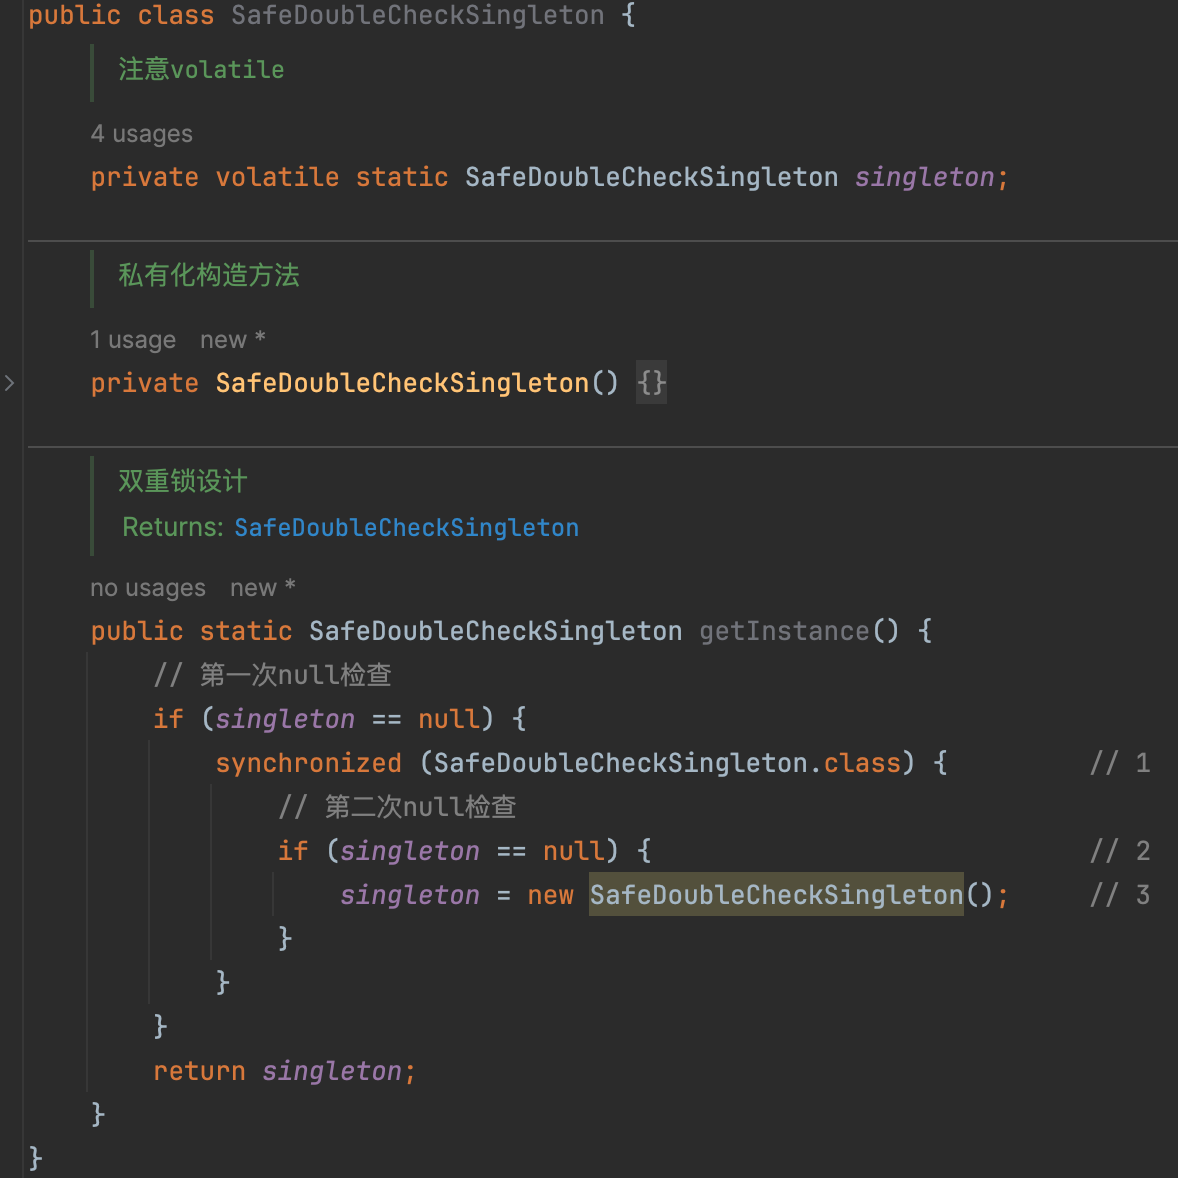 public class SafeDoubleCheckSingleton {
注意volatile
4 usages
private volatile static SafeDoubleCheckSingleton singleton;
私有化构造方法
1 usage new *
private SafeDoubleCheckSingleton() {}
双重锁设计
Returns: SafeDoubleCheckSingleton
no usages new *
public static SafeDoubleCheckSingleton getInstance() {
// 第一次null检查
if (singleton == null) {
synchronized (SafeDoubleCheckSingleton.class) { // 1
// 第二次null检查
if (singleton == null) { // 2
singleton = new SafeDoubleCheckSingleton(); // 3
}
}
}
return singleton;
}
}